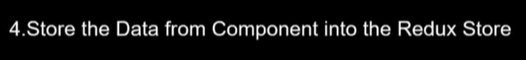 4.Store the Data from Component into the Redux Store